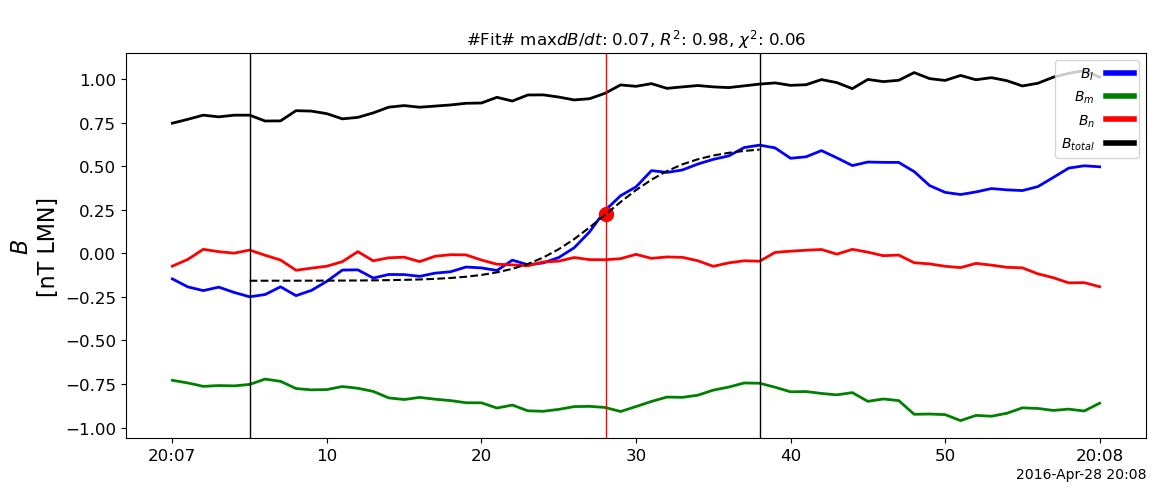 #Fit# maxdB/dt: 0.07, R²: 0.98, χ²: 0.06
B
[nT LMN]
1.00
0.75
0.50
0.25
0.00
−0.25
−0.50
−0.75
−1.00
B_l
B_m
B_n
B_total
20:07 10 20 30 40 50 20:08
2016-Apr-28 20:08